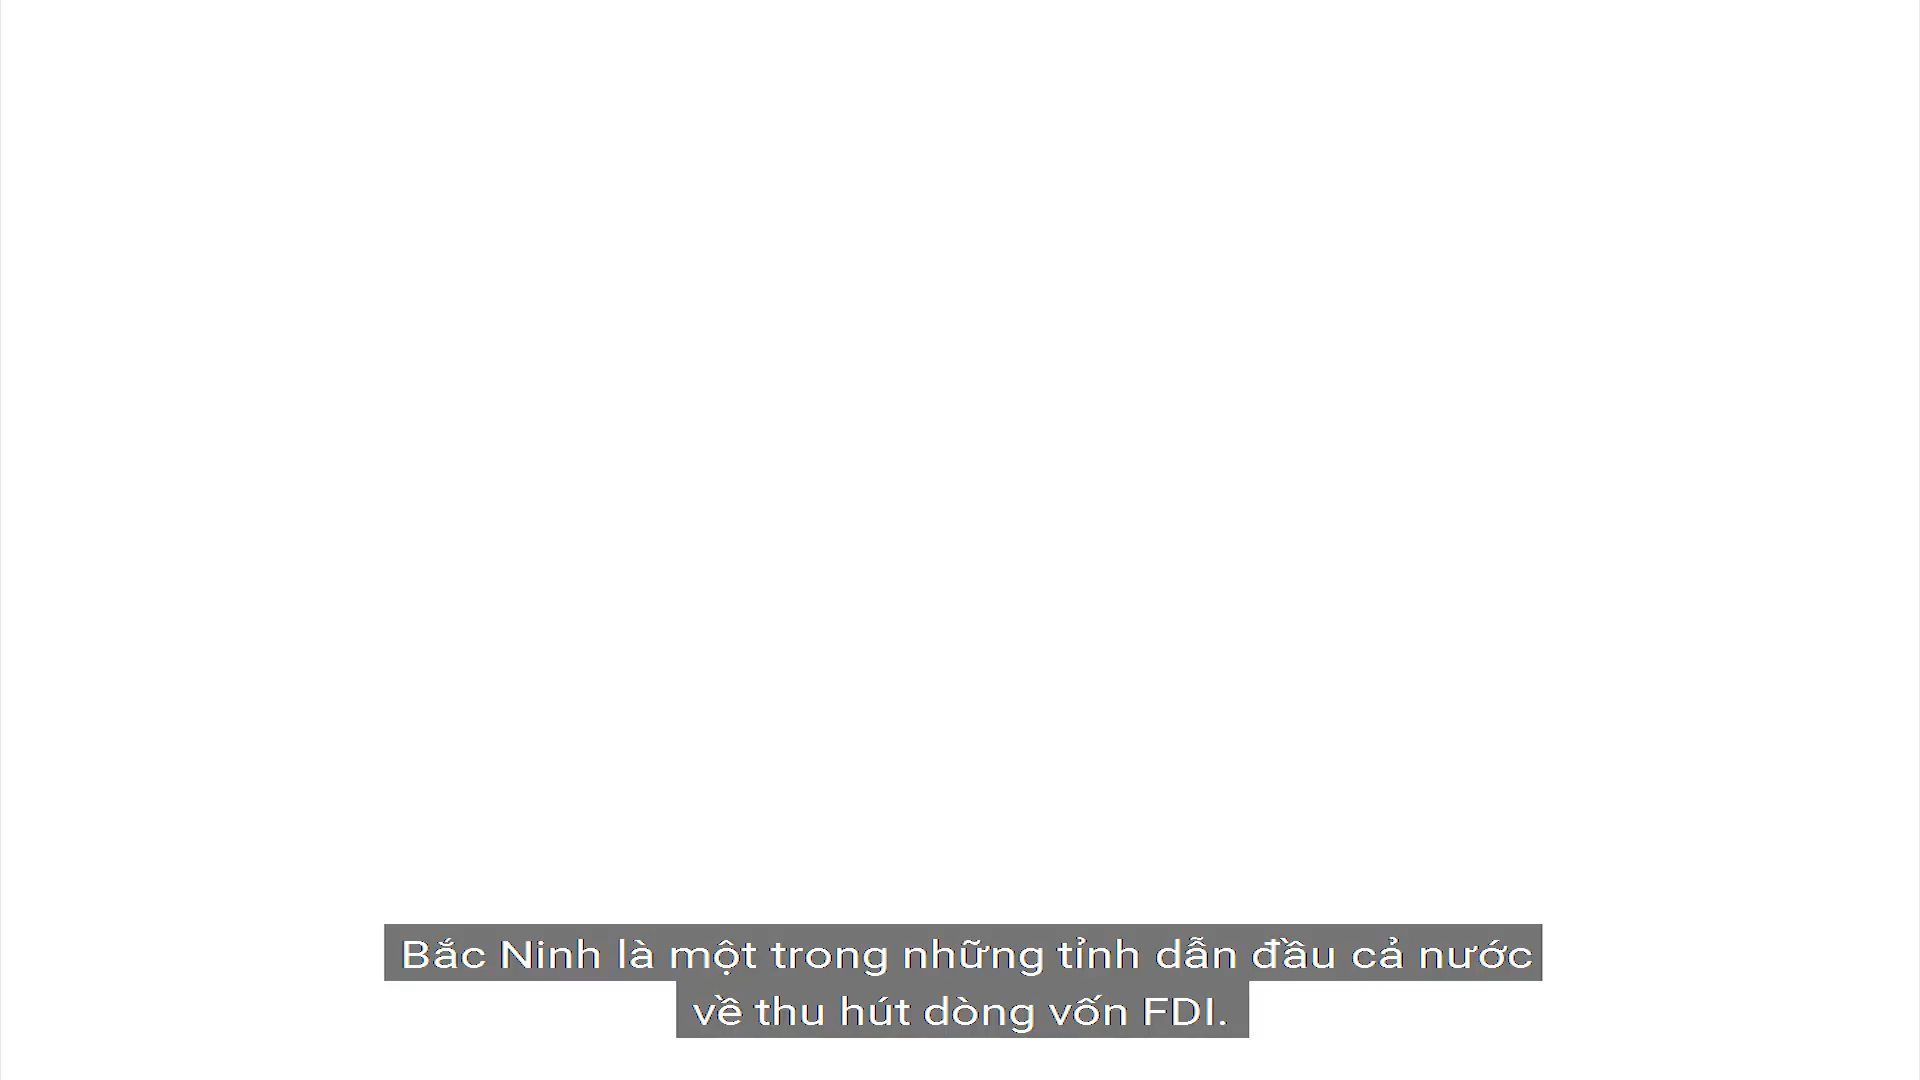 Bắc Ninh là một trong những tỉnh dẫn đầu cả nước
về thu hút dòng vốn FDI.